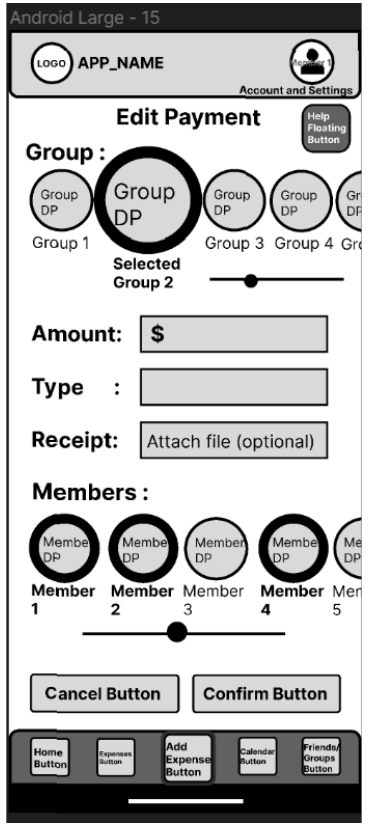 Android Large - 15
LOGO APP_NAME
Member 1
Account and Settings
Edit Payment
Help
Floating
Button
Group :
Group
DP
Group
DP
Group
DP
Group
DP
Gr
DP
Group 1
Group 3
Group 4
Gr
Selected
Group 2
Amount: $
Type :
Receipt: Attach file (optional)
Members :
Membe
DP
Membe
DP
Member
DP
Membe
DP
Me
DP
Member
1
Member
2
Member
3
Member
4
Mer
5
Cancel Button
Confirm Button
Home
Button
Expenses
Button
Add
Expense
Button
Calendar
Button
Friends/
Groups
Button